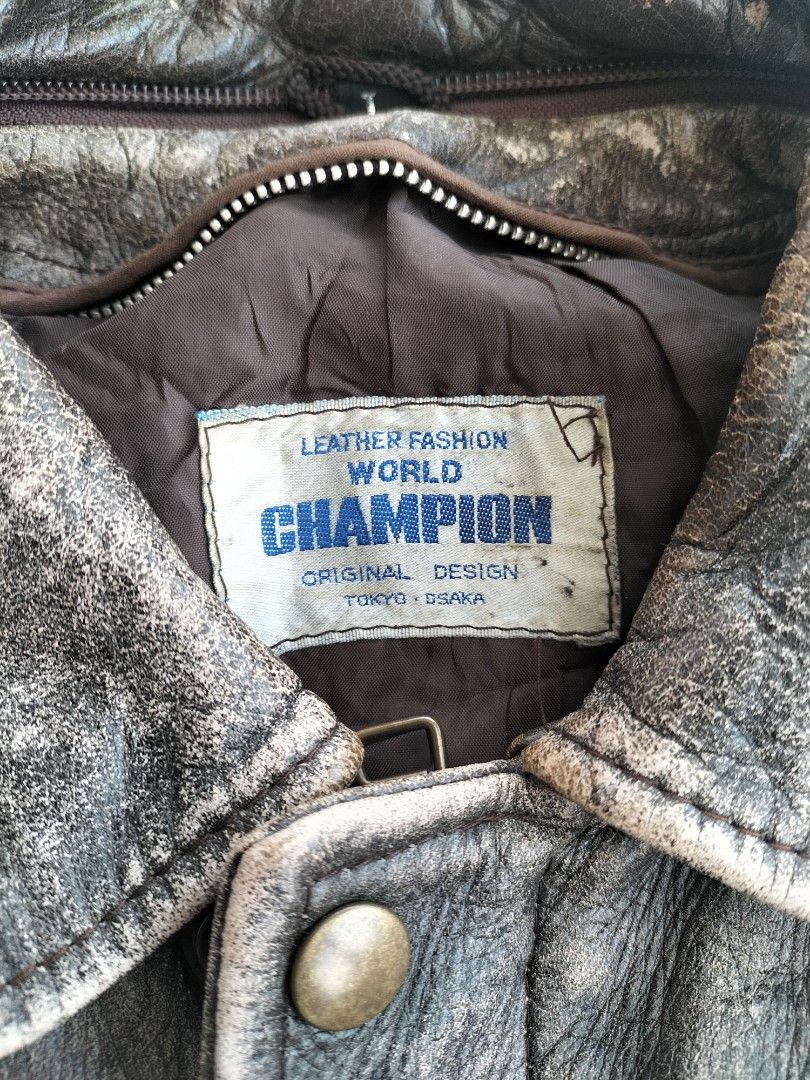 LEATHER FASHION
WORLD
CHAMPION
ORIGINAL DESIGN
TOKYO · OSAKA